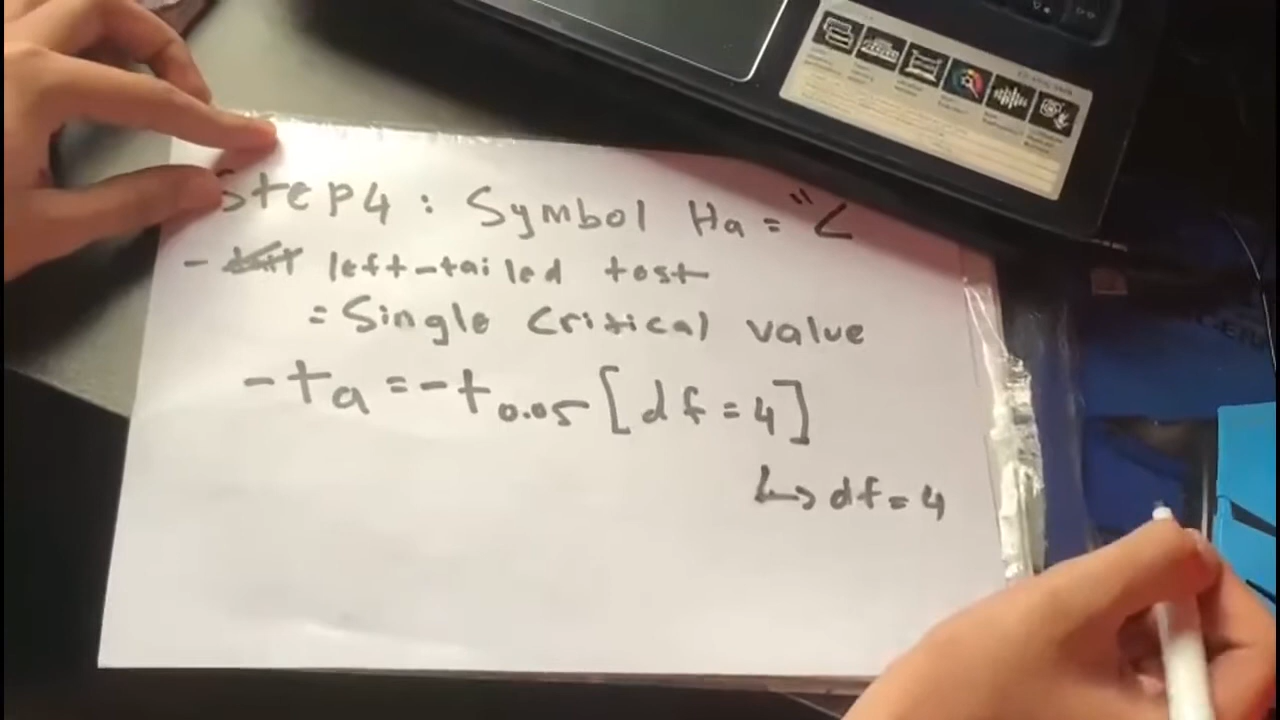 Step4 : Symbol Ha = "<
- left-tailed test
= Single critical value
-ta = -t0.05 [df = 4]
↳ df = 4